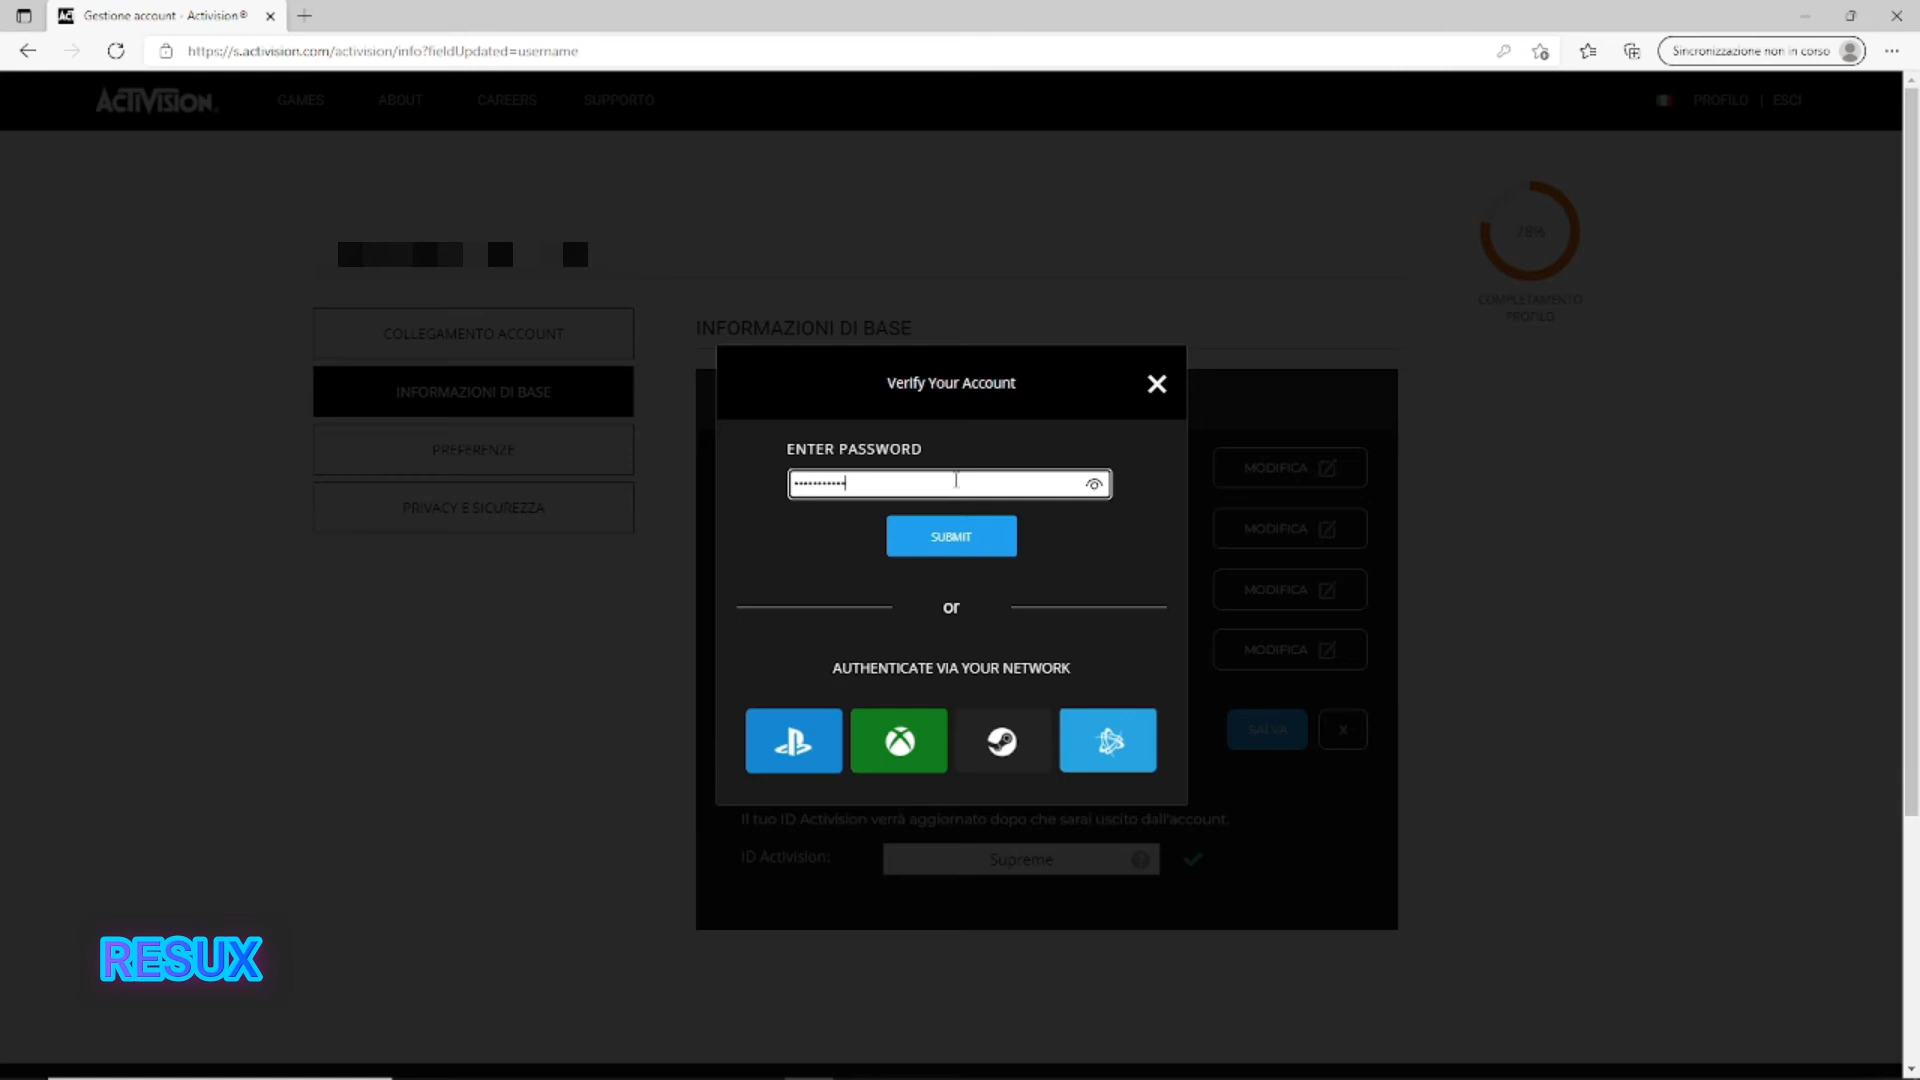 Gestione account - Activision®
https://s.activision.com/activision/info?fieldUpdated=username
Sincronizzazione non in corso
ACTIVISION.
GAMES
ABOUT
CAREERS
SUPPORTO
PROFILO | ESCI
78%
COMPLETAMENTO
PROFILO
COLLEGAMENTO ACCOUNT
INFORMAZIONI DI BASE
PREFERENZE
PRIVACY E SICUREZZA
INFORMAZIONI DI BASE
Verify Your Account
ENTER PASSWORD
SUBMIT
or
AUTHENTICATE VIA YOUR NETWORK
MODIFICA
MODIFICA
MODIFICA
MODIFICA
SALVA
X
Il tuo ID Activision verrà aggiornato dopo che sarai uscito dall'account.
ID Activision:
Supreme
RESUX